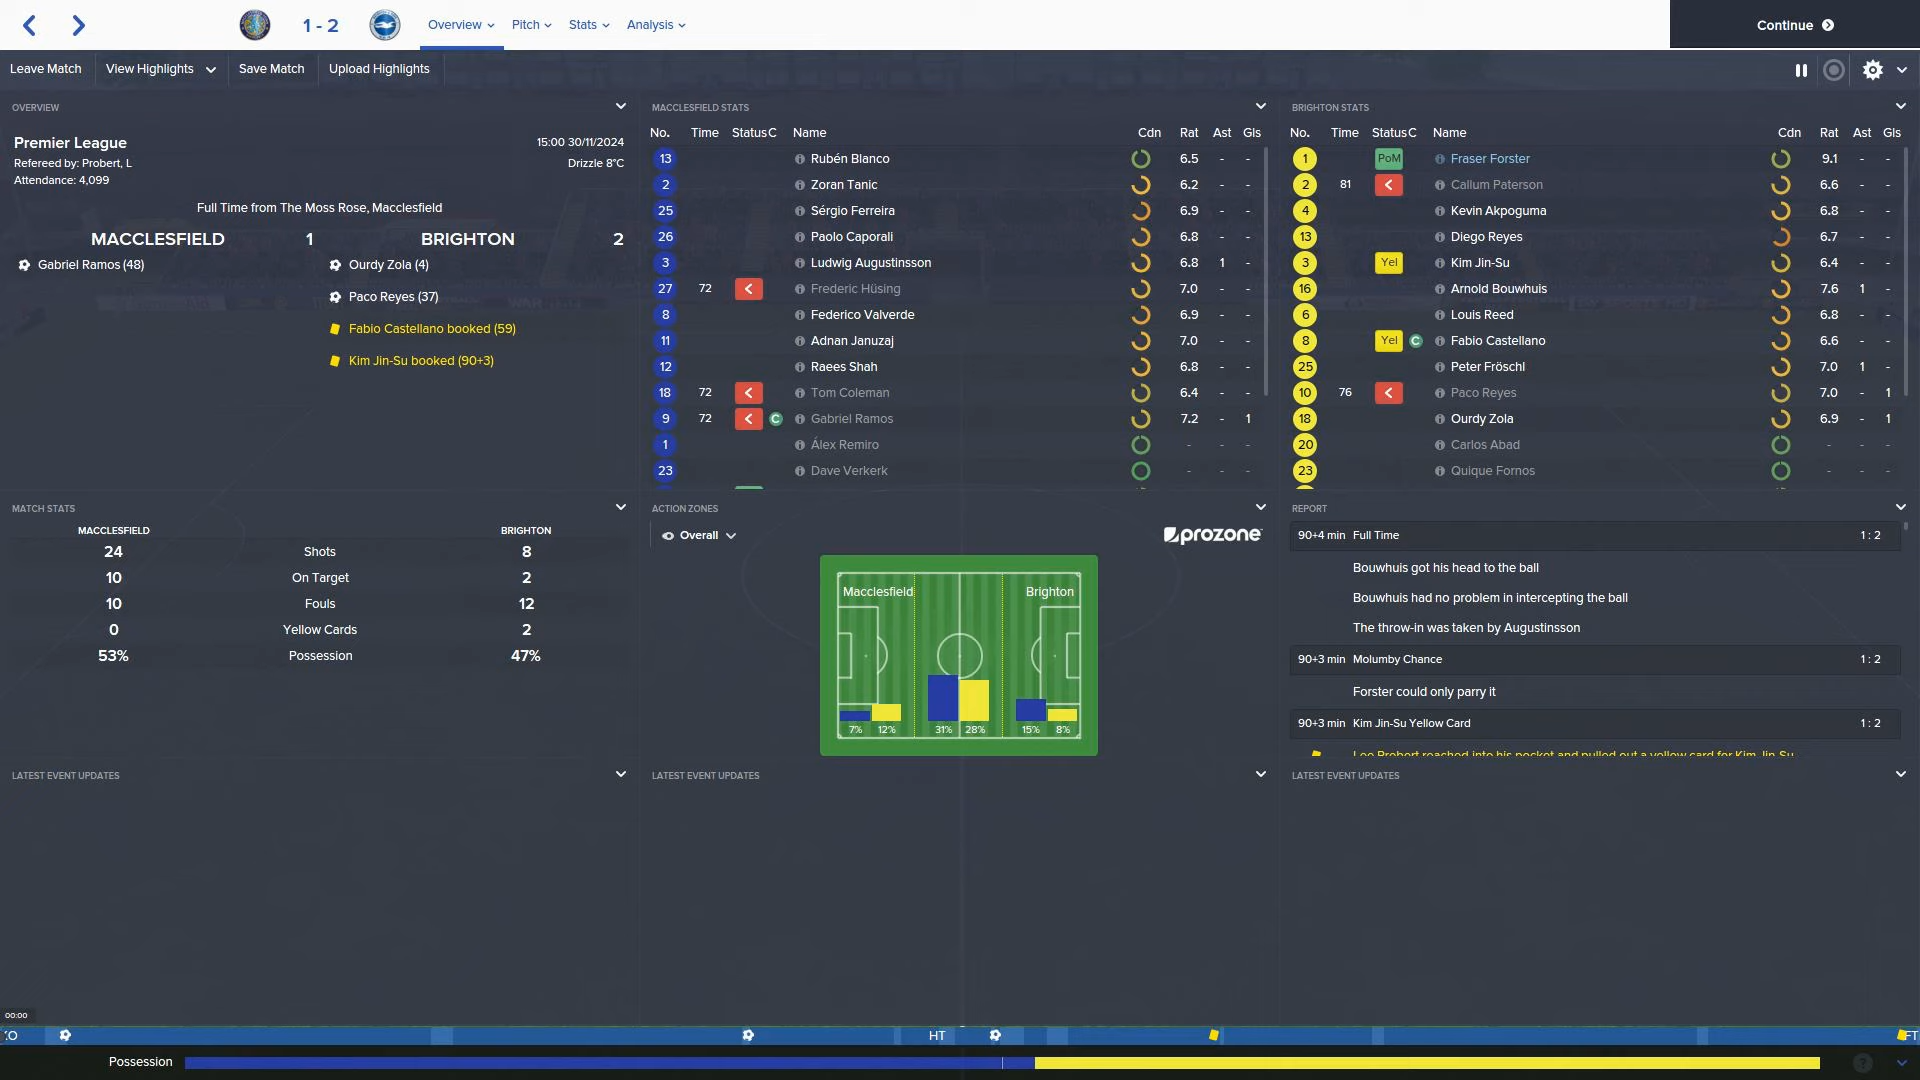 1 - 2
Overview
Pitch
Stats
Analysis
Continue
Leave Match
View Highlights
Save Match
Upload Highlights
OVERVIEW
Premier League
15:00 30/11/2024
Refereed by: Probert, L
Drizzle 8°C
Attendance: 4,099
Full Time from The Moss Rose, Macclesfield
MACCLESFIELD 1 BRIGHTON 2
Gabriel Ramos (48)
Ourdy Zola (4)
Paco Reyes (37)
Fabio Castellano booked (59)
Kim Jin-Su booked (90+3)
MACCLESFIELD STATS
No. Time Status C Name Cdn Rat Ast Gls
13 Rubén Blanco 6.5 - -
2 Zoran Tanic 6.2 - -
25 Sérgio Ferreira 6.9 - -
26 Paolo Caporali 6.8 - -
3 Ludwig Augustinsson 6.8 1 -
27 72 Frederic Hüsing 7.0 - -
8 Federico Valverde 6.9 - -
11 Adnan Januzaj 7.0 - -
12 Raees Shah 6.8 - -
18 72 Tom Coleman 6.4 - -
9 72 C Gabriel Ramos 7.2 - 1
1 Álex Remiro - - -
23 Dave Verkerk - - -
BRIGHTON STATS
No. Time Status C Name Cdn Rat Ast Gls
1 PoM Fraser Forster 9.1 - -
2 81 Callum Paterson 6.6 - -
4 Kevin Akpoguma 6.8 - -
13 Diego Reyes 6.7 - -
3 Yel Kim Jin-Su 6.4 - -
16 Arnold Bouwhuis 7.6 1 -
6 Louis Reed 6.8 - -
8 Yel C Fabio Castellano 6.6 - -
25 Peter Fröschl 7.0 1 -
10 76 Paco Reyes 7.0 - 1
18 Ourdy Zola 6.9 - 1
20 Carlos Abad - - -
23 Quique Fornos - - -
MATCH STATS
MACCLESFIELD BRIGHTON
24 Shots 8
10 On Target 2
10 Fouls 12
0 Yellow Cards 2
53% Possession 47%
ACTION ZONES
Overall
prozone
Macclesfield Brighton
7% 12% 31% 28% 15% 8%
REPORT
90+4 min Full Time 1 : 2
Bouwhuis got his head to the ball
Bouwhuis had no problem in intercepting the ball
The throw-in was taken by Augustinsson
90+3 min Molumby Chance 1 : 2
Forster could only parry it
90+3 min Kim Jin-Su Yellow Card 1 : 2
Lee Probert reached into his pocket and pulled out a yellow card for Kim Jin-Su
LATEST EVENT UPDATES
LATEST EVENT UPDATES
LATEST EVENT UPDATES
00:00
HT
FT
Possession